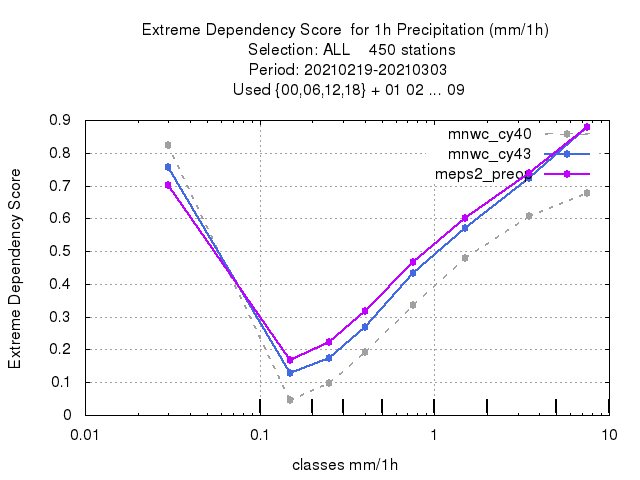 Extreme Dependency Score  for 1h Precipitation (mm/1h)
Selection: ALL    450 stations
Period: 20210219-20210303
Used {00,06,12,18} + 01 02 ... 09
mnwc_cy40
mnwc_cy43
meps2_preop
Extreme Dependency Score
0.9
0.8
0.7
0.6
0.5
0.4
0.3
0.2
0.1
0
0.01
0.1
1
10
classes mm/1h